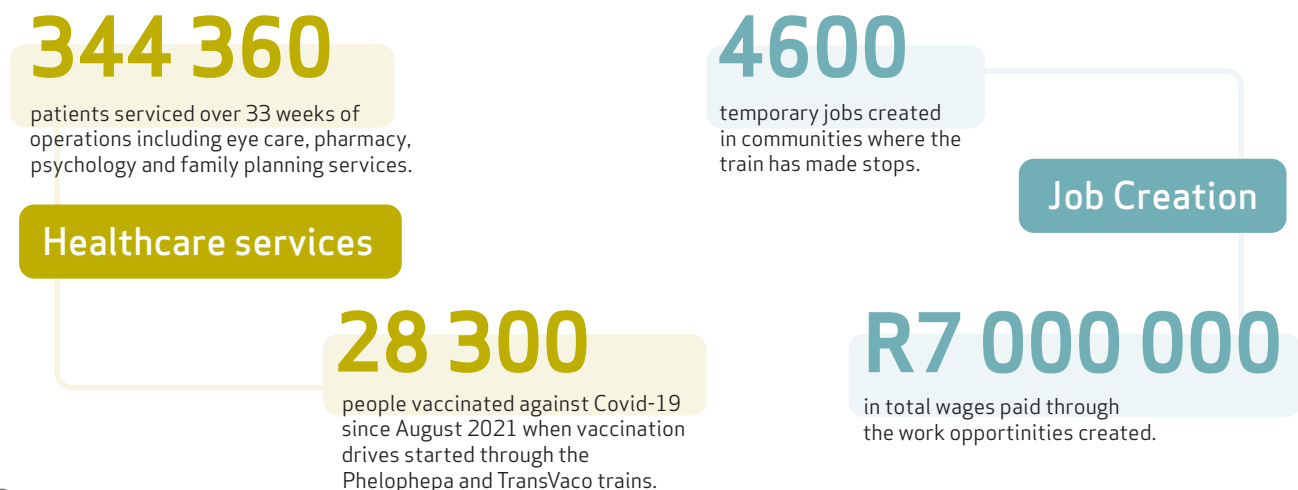 344 360
patients serviced over 33 weeks of
operations including eye care, pharmacy,
psychology and family planning services.
Healthcare services
28 300
people vaccinated against Covid-19
since August 2021 when vaccination
drives started through the
Phelophepa and TransVaco trains.
4600
temporary jobs created
in communities where the
train has made stops.
Job Creation
R7 000 000
in total wages paid through
the work opportinities created.